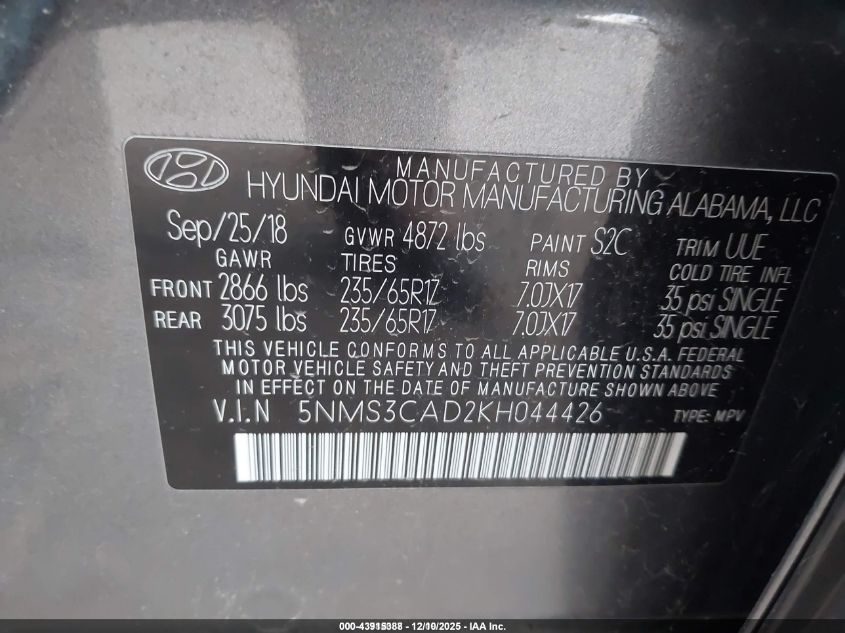 MANUFACTURED BY
HYUNDAI MOTOR MANUFACTURING ALABAMA, LLC
Sep/25/18 GVWR 4872 lbs PAINT S2C TRIM UUE
GAWR TIRES RIMS COLD TIRE INFL
FRONT 2866 lbs 235/65R17 7.0JX17 35 psi SINGLE
REAR 3075 lbs 235/65R17 7.0JX17 35 psi SINGLE
THIS VEHICLE CONFORMS TO ALL APPLICABLE U.S.A. FEDERAL
MOTOR VEHICLE SAFETY AND THEFT PREVENTION STANDARDS
IN EFFECT ON THE DATE OF MANUFACTURE SHOWN ABOVE
V.I.N 5NMS3CAD2KH044426 TYPE: MPV
- IAA Inc.